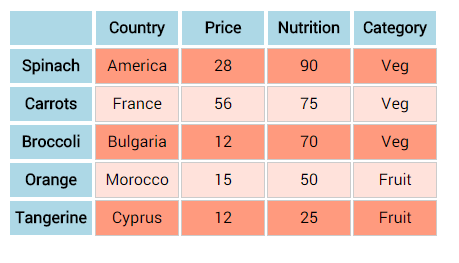 Country Price Nutrition Category
Spinach America 28 90 Veg
Carrots France 56 75 Veg
Broccoli Bulgaria 12 70 Veg
Orange Morocco 15 50 Fruit
Tangerine Cyprus 12 25 Fruit